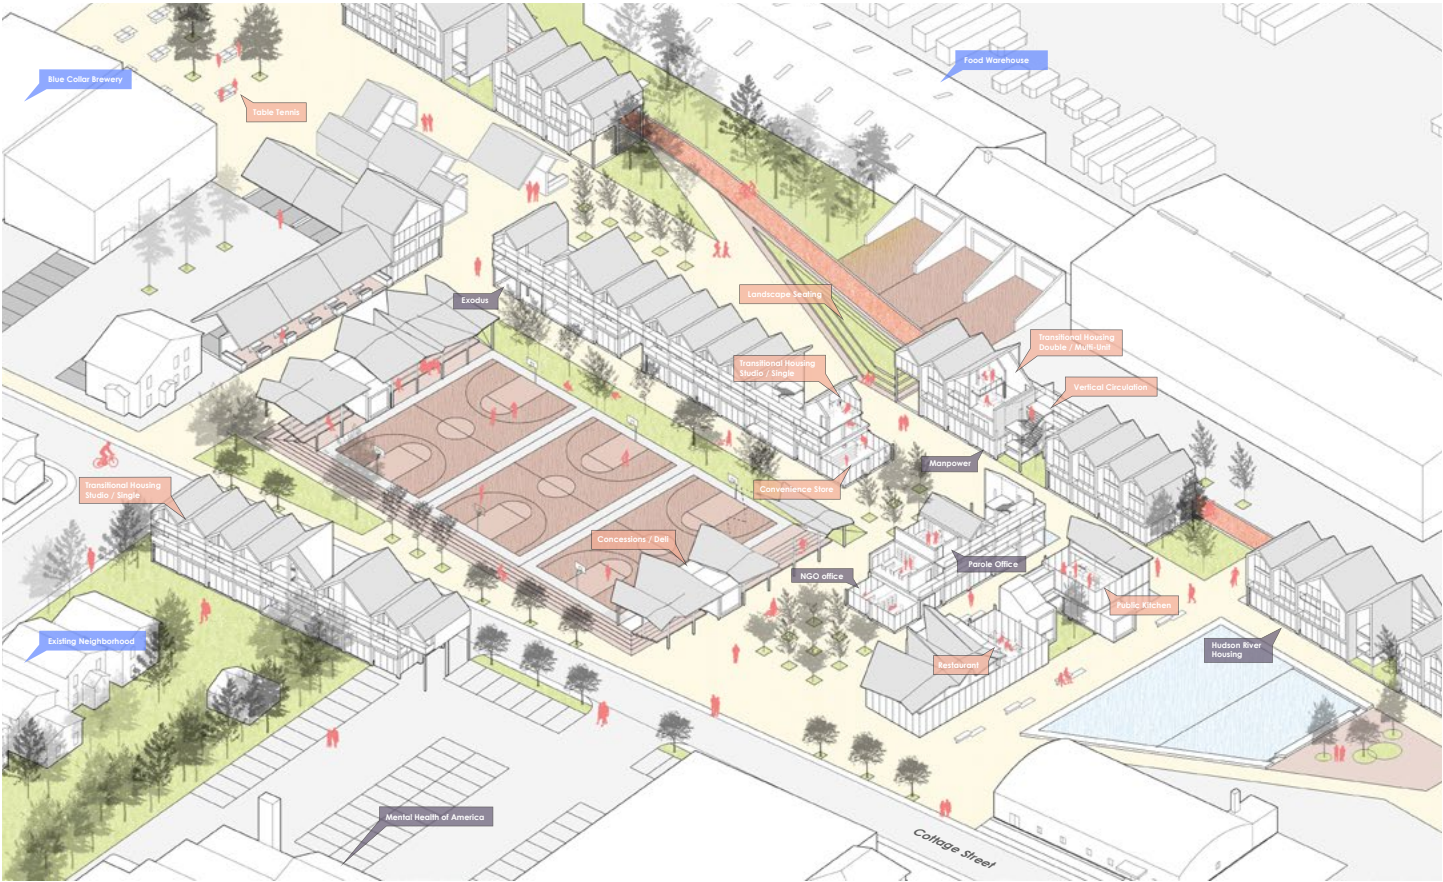 Food Warehouse
Blue Collar Brewery
Table Tennis
Exodus
Landscape Seating
Transitional Housing
Double / Multi-Unit
Transitional Housing
Studio / Single
Vertical Circulation
Manpower
Convenience Store
Transitional Housing
Studio / Single
Concessions / Deli
Parole Office
NGO office
Public Kitchen
Existing Neighborhood
Hudson River
Housing
Restaurant
Mental Health of America
Cottage Street